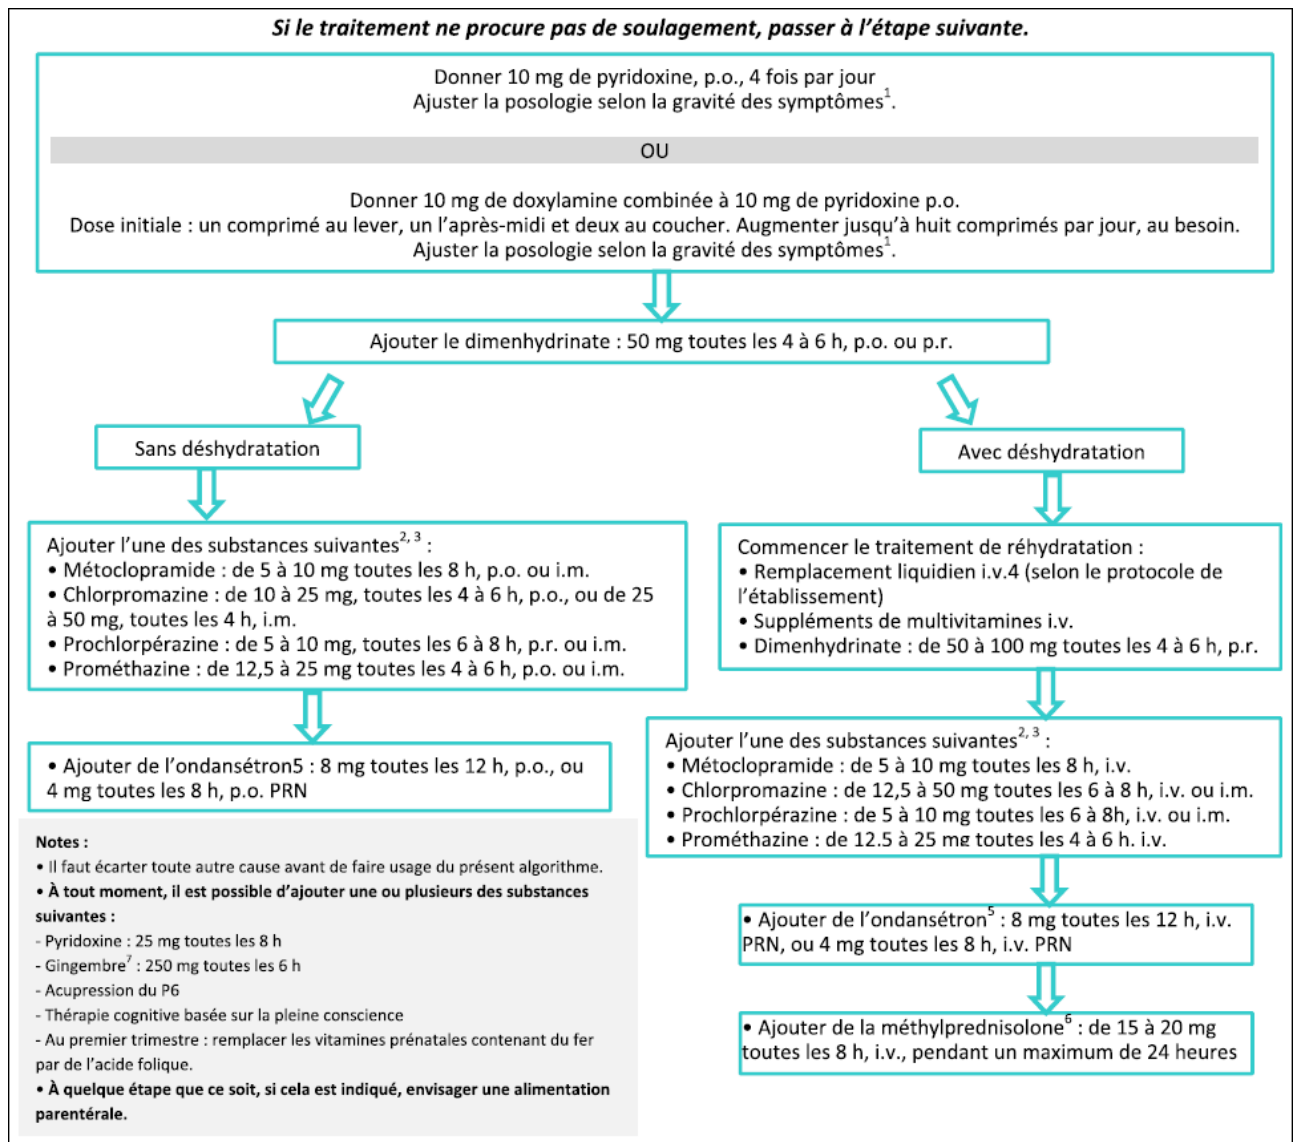 Si le traitement ne procure pas de soulagement, passer à l’étape suivante.
Donner 10 mg de pyridoxine, p.o., 4 fois par jour
Ajuster la posologie selon la gravité des symptômes1.
OU
Donner 10 mg de doxylamine combinée à 10 mg de pyridoxine p.o.
Dose initiale : un comprimé au lever, un l’après-midi et deux au coucher. Augmenter jusqu’à huit comprimés par jour, au besoin.
Ajuster la posologie selon la gravité des symptômes1.
Ajouter le dimenhydrinate : 50 mg toutes les 4 à 6 h, p.o. ou p.r.
Sans déshydratation
Ajouter l’une des substances suivantes2, 3 :
• Métoclopramide : de 5 à 10 mg toutes les 8 h, p.o. ou i.m.
• Chlorpromazine : de 10 à 25 mg, toutes les 4 à 6 h, p.o., ou de 25
à 50 mg, toutes les 4 h, i.m.
• Prochlorpérazine : de 5 à 10 mg, toutes les 6 à 8 h, p.r. ou i.m.
• Prométhazine : de 12,5 à 25 mg toutes les 4 à 6 h, p.o. ou i.m.
• Ajouter de l’ondansétron5 : 8 mg toutes les 12 h, p.o., ou
4 mg toutes les 8 h, p.o. PRN
Notes :
• Il faut écarter toute autre cause avant de faire usage du présent algorithme.
• À tout moment, il est possible d’ajouter une ou plusieurs des substances
suivantes :
- Pyridoxine : 25 mg toutes les 8 h
- Gingembre7 : 250 mg toutes les 6 h
- Acupression du P6
- Thérapie cognitive basée sur la pleine conscience
- Au premier trimestre : remplacer les vitamines prénatales contenant du fer
par de l’acide folique.
• À quelque étape que ce soit, si cela est indiqué, envisager une alimentation
parentérale.
Avec déshydratation
Commencer le traitement de réhydratation :
• Remplacement liquidien i.v.4 (selon le protocole de
l’établissement)
• Suppléments de multivitamines i.v.
• Dimenhydrinate : de 50 à 100 mg toutes les 4 à 6 h, p.r.
Ajouter l’une des substances suivantes2, 3 :
• Métoclopramide : de 5 à 10 mg toutes les 8 h, i.v.
• Chlorpromazine : de 12,5 à 50 mg toutes les 6 à 8 h, i.v. ou i.m.
• Prochlorpérazine : de 5 à 10 mg toutes les 6 à 8h, i.v. ou i.m.
• Prométhazine : de 12.5 à 25 mg toutes les 4 à 6 h. i.v.
• Ajouter de l’ondansétron5 : 8 mg toutes les 12 h, i.v.
PRN, ou 4 mg toutes les 8 h, i.v. PRN
• Ajouter de la méthylprednisolone6 : de 15 à 20 mg
toutes les 8 h, i.v., pendant un maximum de 24 heures